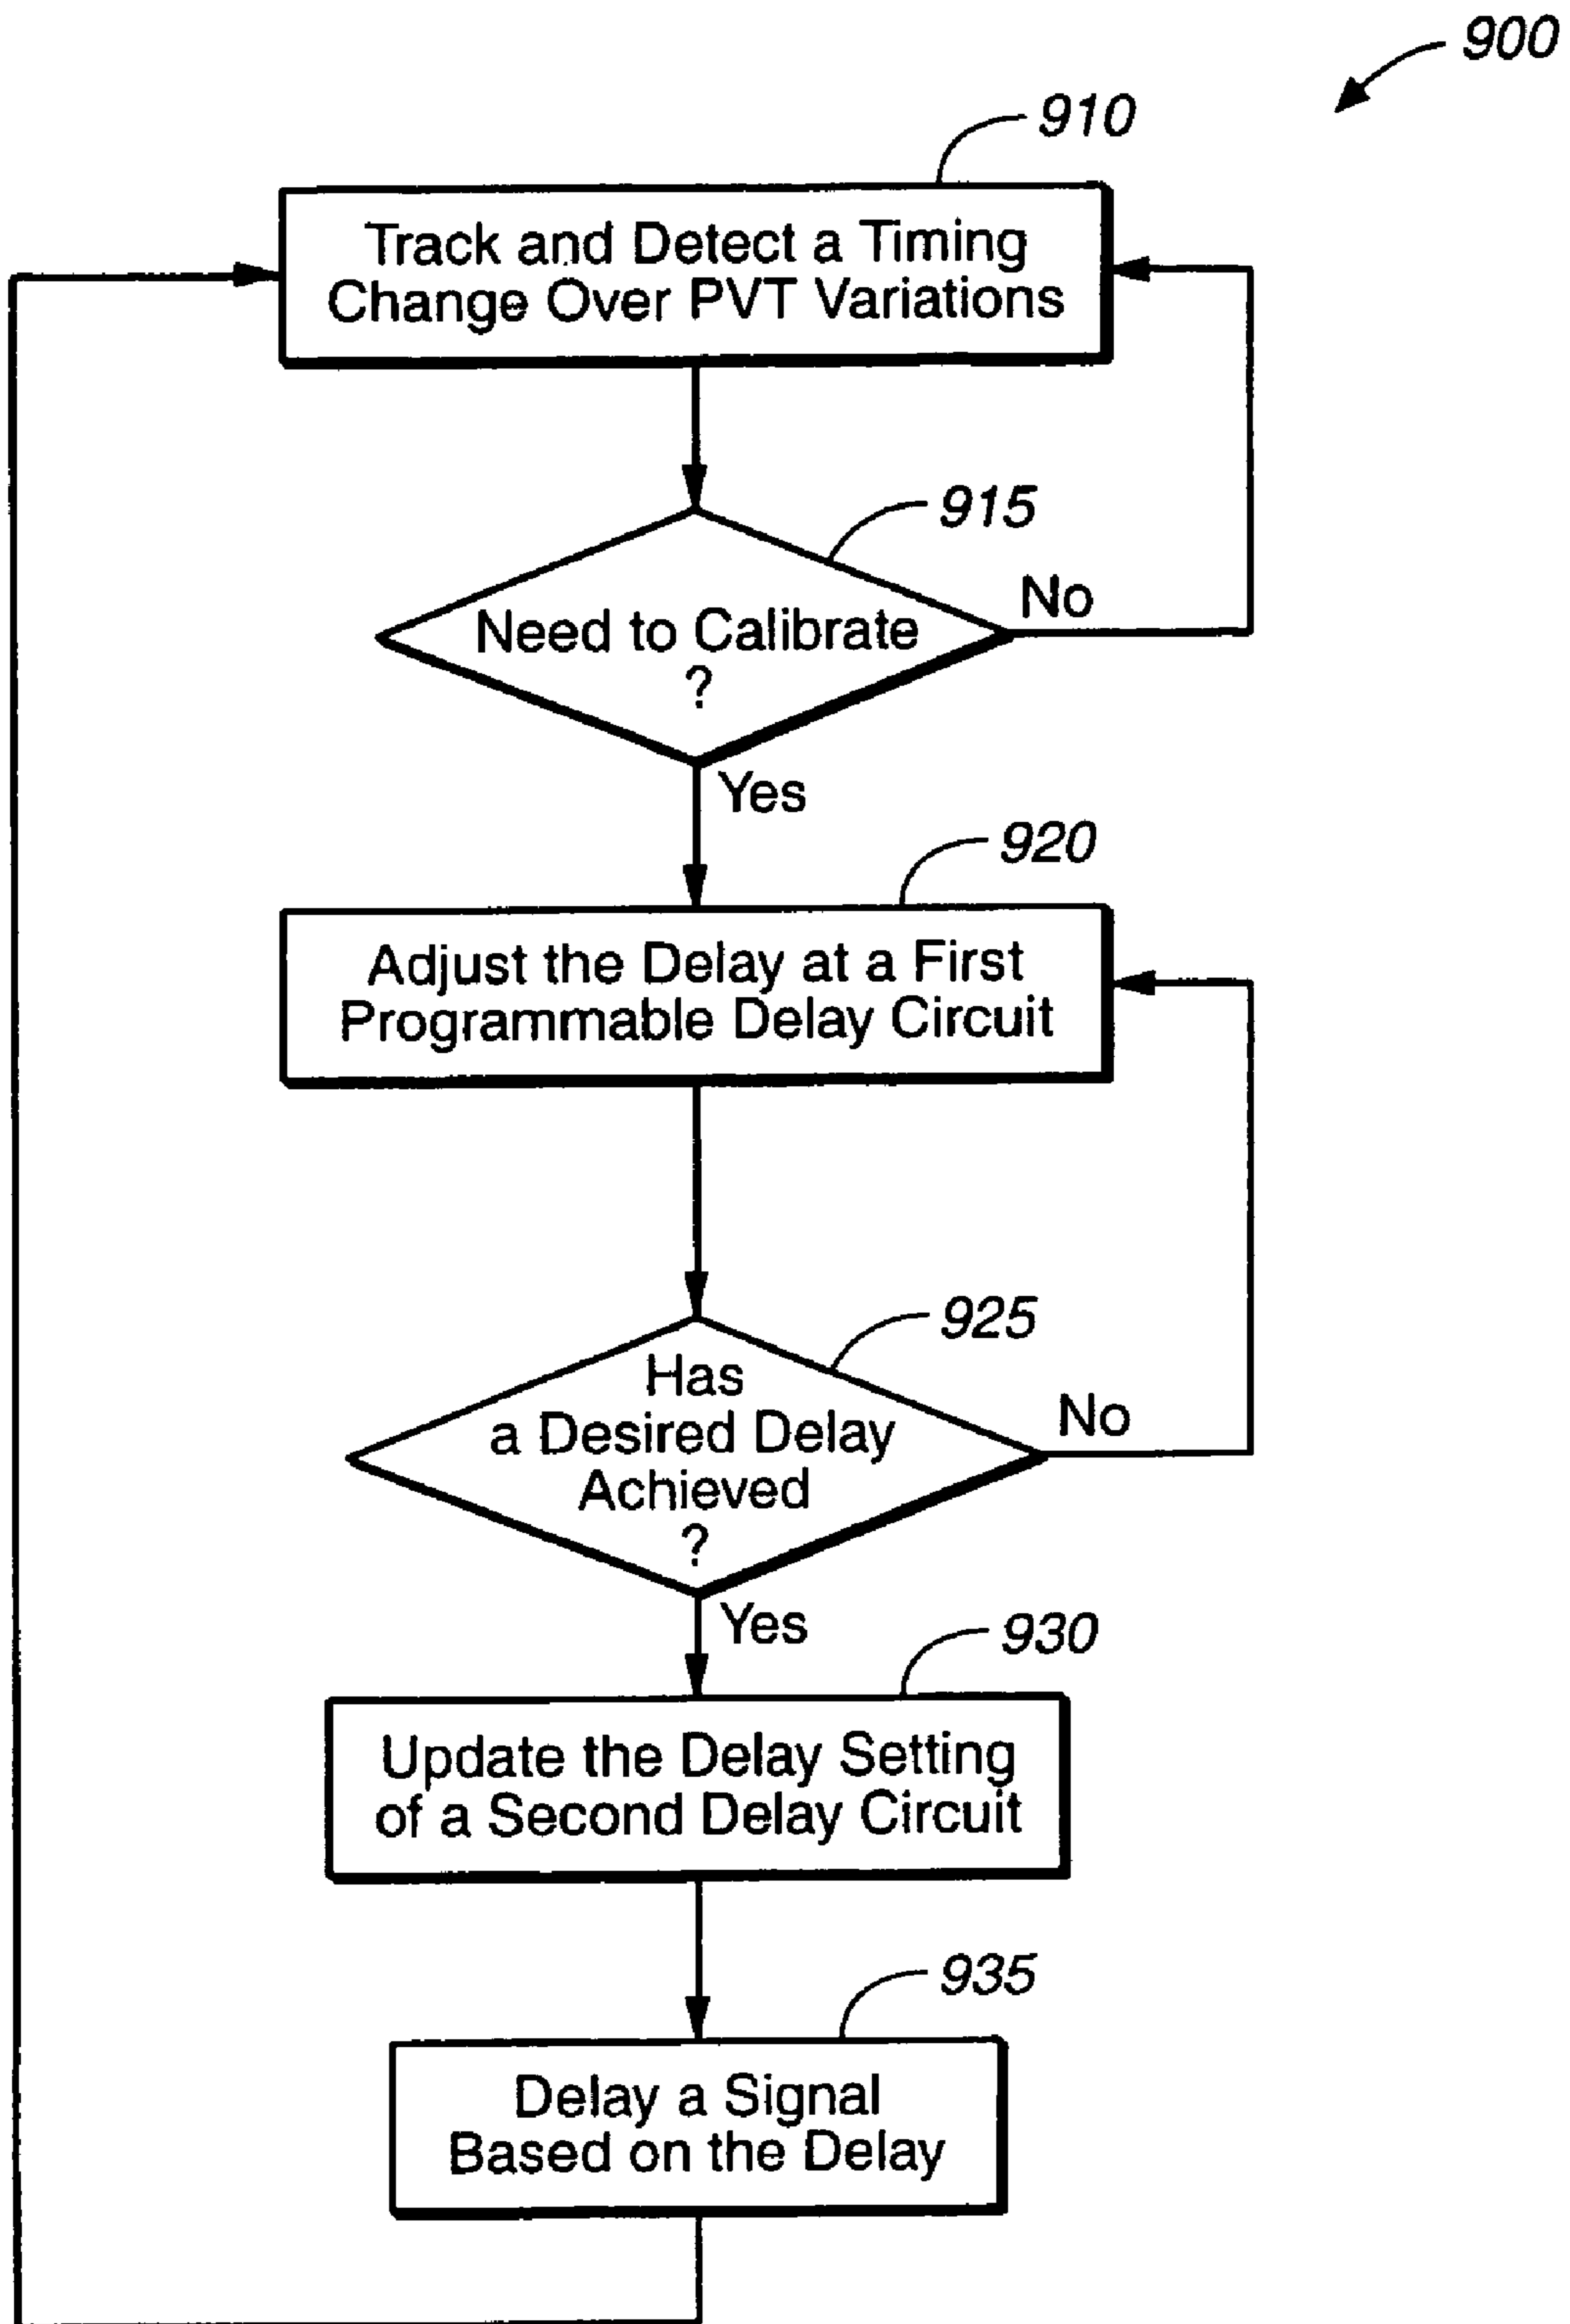 900
910
Track and Detect a Timing
Change Over PVT Variations
915
Need to Calibrate
?
No
Yes
920
Adjust the Delay at a First
Programmable Delay Circuit
925
Has
a Desired Delay
Achieved
?
No
Yes
930
Update the Delay Setting
of a Second Delay Circuit
935
Delay a Signal
Based on the Delay